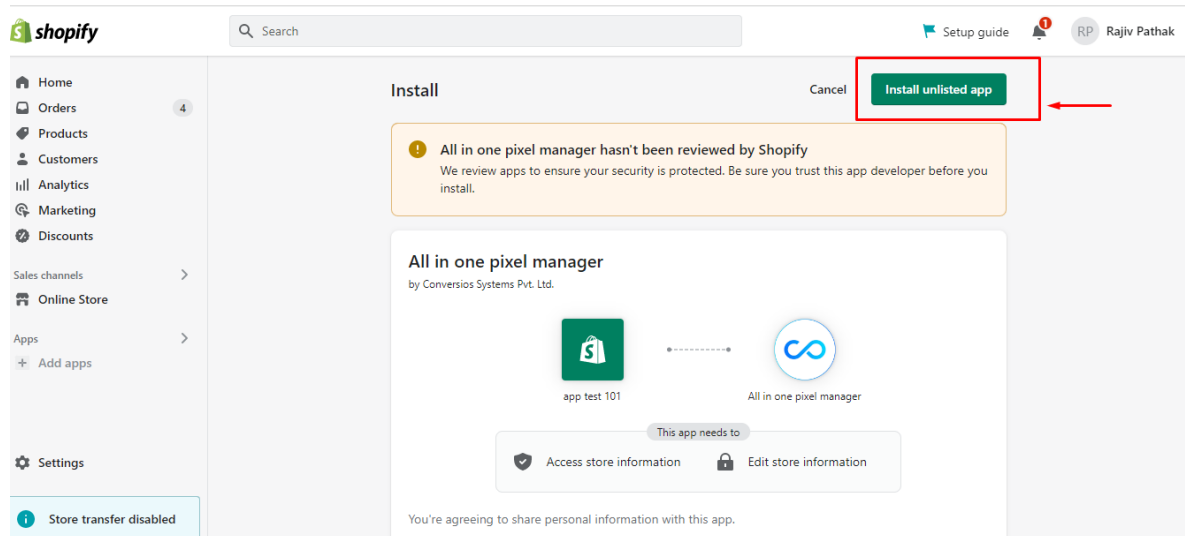 shopify
Search
Setup guide
1
RP
Rajiv Pathak
Home
Orders
4
Products
Customers
Analytics
Marketing
Discounts
Sales channels
Online Store
Apps
+ Add apps
Settings
Store transfer disabled
Install
Cancel
Install unlisted app
All in one pixel manager hasn't been reviewed by Shopify
We review apps to ensure your security is protected. Be sure you trust this app developer before you
install.
All in one pixel manager
by Conversios Systems Pvt. Ltd.
app test 101
All in one pixel manager
This app needs to
Access store information
Edit store information
You're agreeing to share personal information with this app.